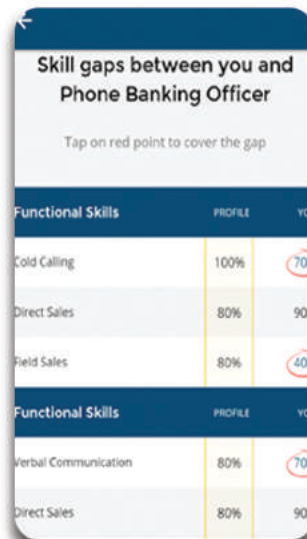 Skill gaps between you and
Phone Banking Officer
Tap on red point to cover the gap
Functional Skills PROFILE YO
Cold Calling 100% 70
Direct Sales 80% 90
Field Sales 80% 40
Functional Skills PROFILE YO
Verbal Communication 80% 70
Direct Sales 80% 90